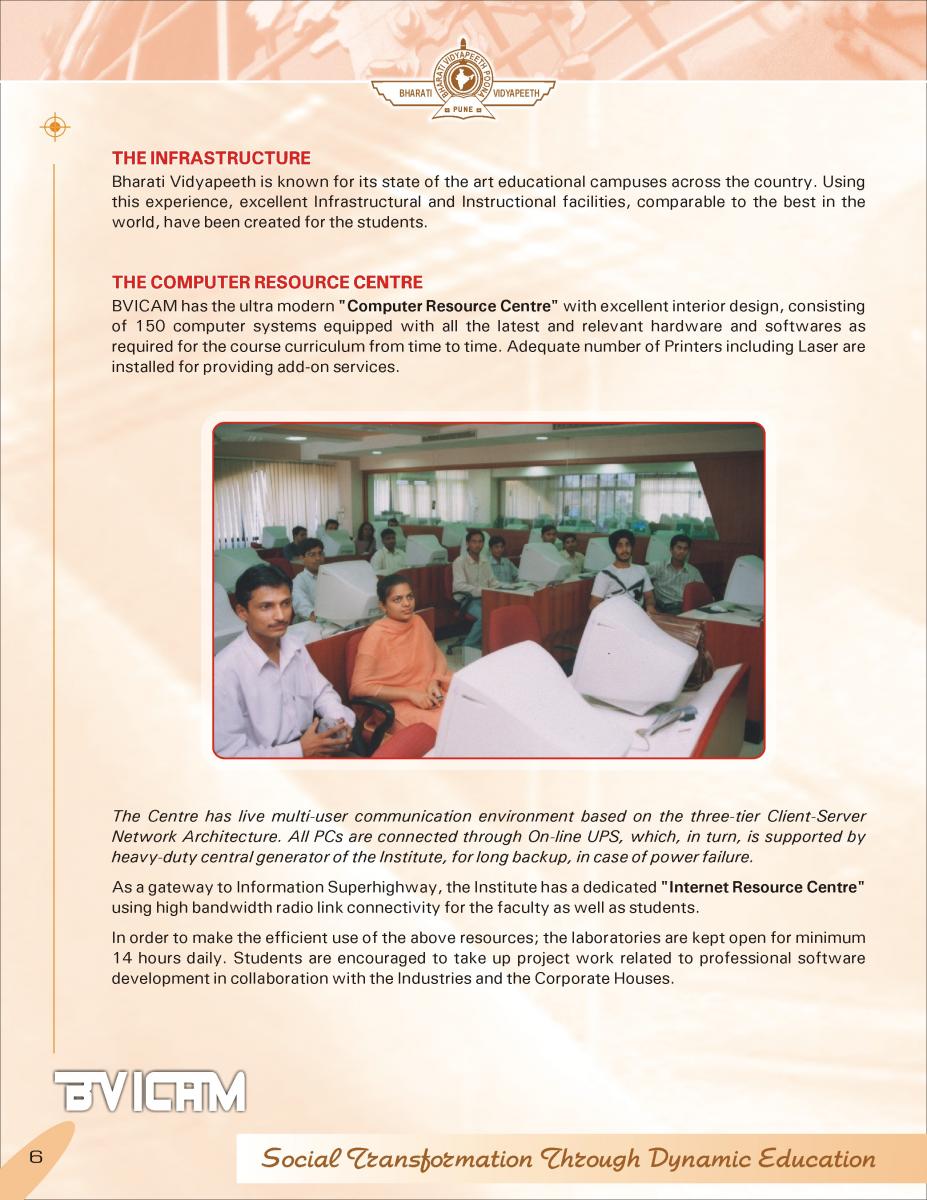 BHARATI VIDYAPEETH POONA
BHARATI VIDYAPEETH
PUNE
THE INFRASTRUCTURE
Bharati Vidyapeeth is known for its state of the art educational campuses across the country. Using
this experience, excellent Infrastructural and Instructional facilities, comparable to the best in the
world, have been created for the students.
THE COMPUTER RESOURCE CENTRE
BVICAM has the ultra modern "Computer Resource Centre" with excellent interior design, consisting
of 150 computer systems equipped with all the latest and relevant hardware and softwares as
required for the course curriculum from time to time. Adequate number of Printers including Laser are
installed for providing add-on services.
The Centre has live multi-user communication environment based on the three-tier Client-Server
Network Architecture. All PCs are connected through On-line UPS, which, in turn, is supported by
heavy-duty central generator of the Institute, for long backup, in case of power failure.
As a gateway to Information Superhighway, the Institute has a dedicated "Internet Resource Centre"
using high bandwidth radio link connectivity for the faculty as well as students.
In order to make the efficient use of the above resources; the laboratories are kept open for minimum
14 hours daily. Students are encouraged to take up project work related to professional software
development in collaboration with the Industries and the Corporate Houses.
BVICAM
6
Social Transformation Through Dynamic Education